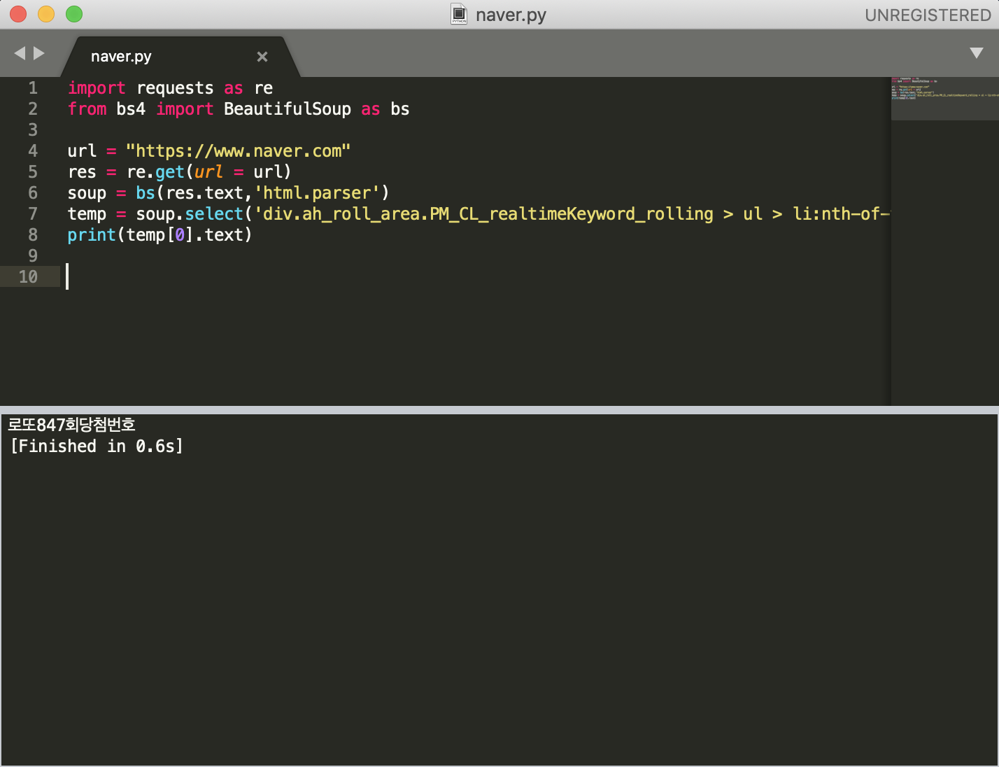 naver.py
UNREGISTERED
naver.py
1 import requests as re
2 from bs4 import BeautifulSoup as bs
3
4 url = "https://www.naver.com"
5 res = re.get(url = url)
6 soup = bs(res.text,'html.parser')
7 temp = soup.select('div.ah_roll_area.PM_CL_realtimeKeyword_rolling > ul > li:nth-of-
8 print(temp[0].text)
9
10
로또847회당첨번호
[Finished in 0.6s]